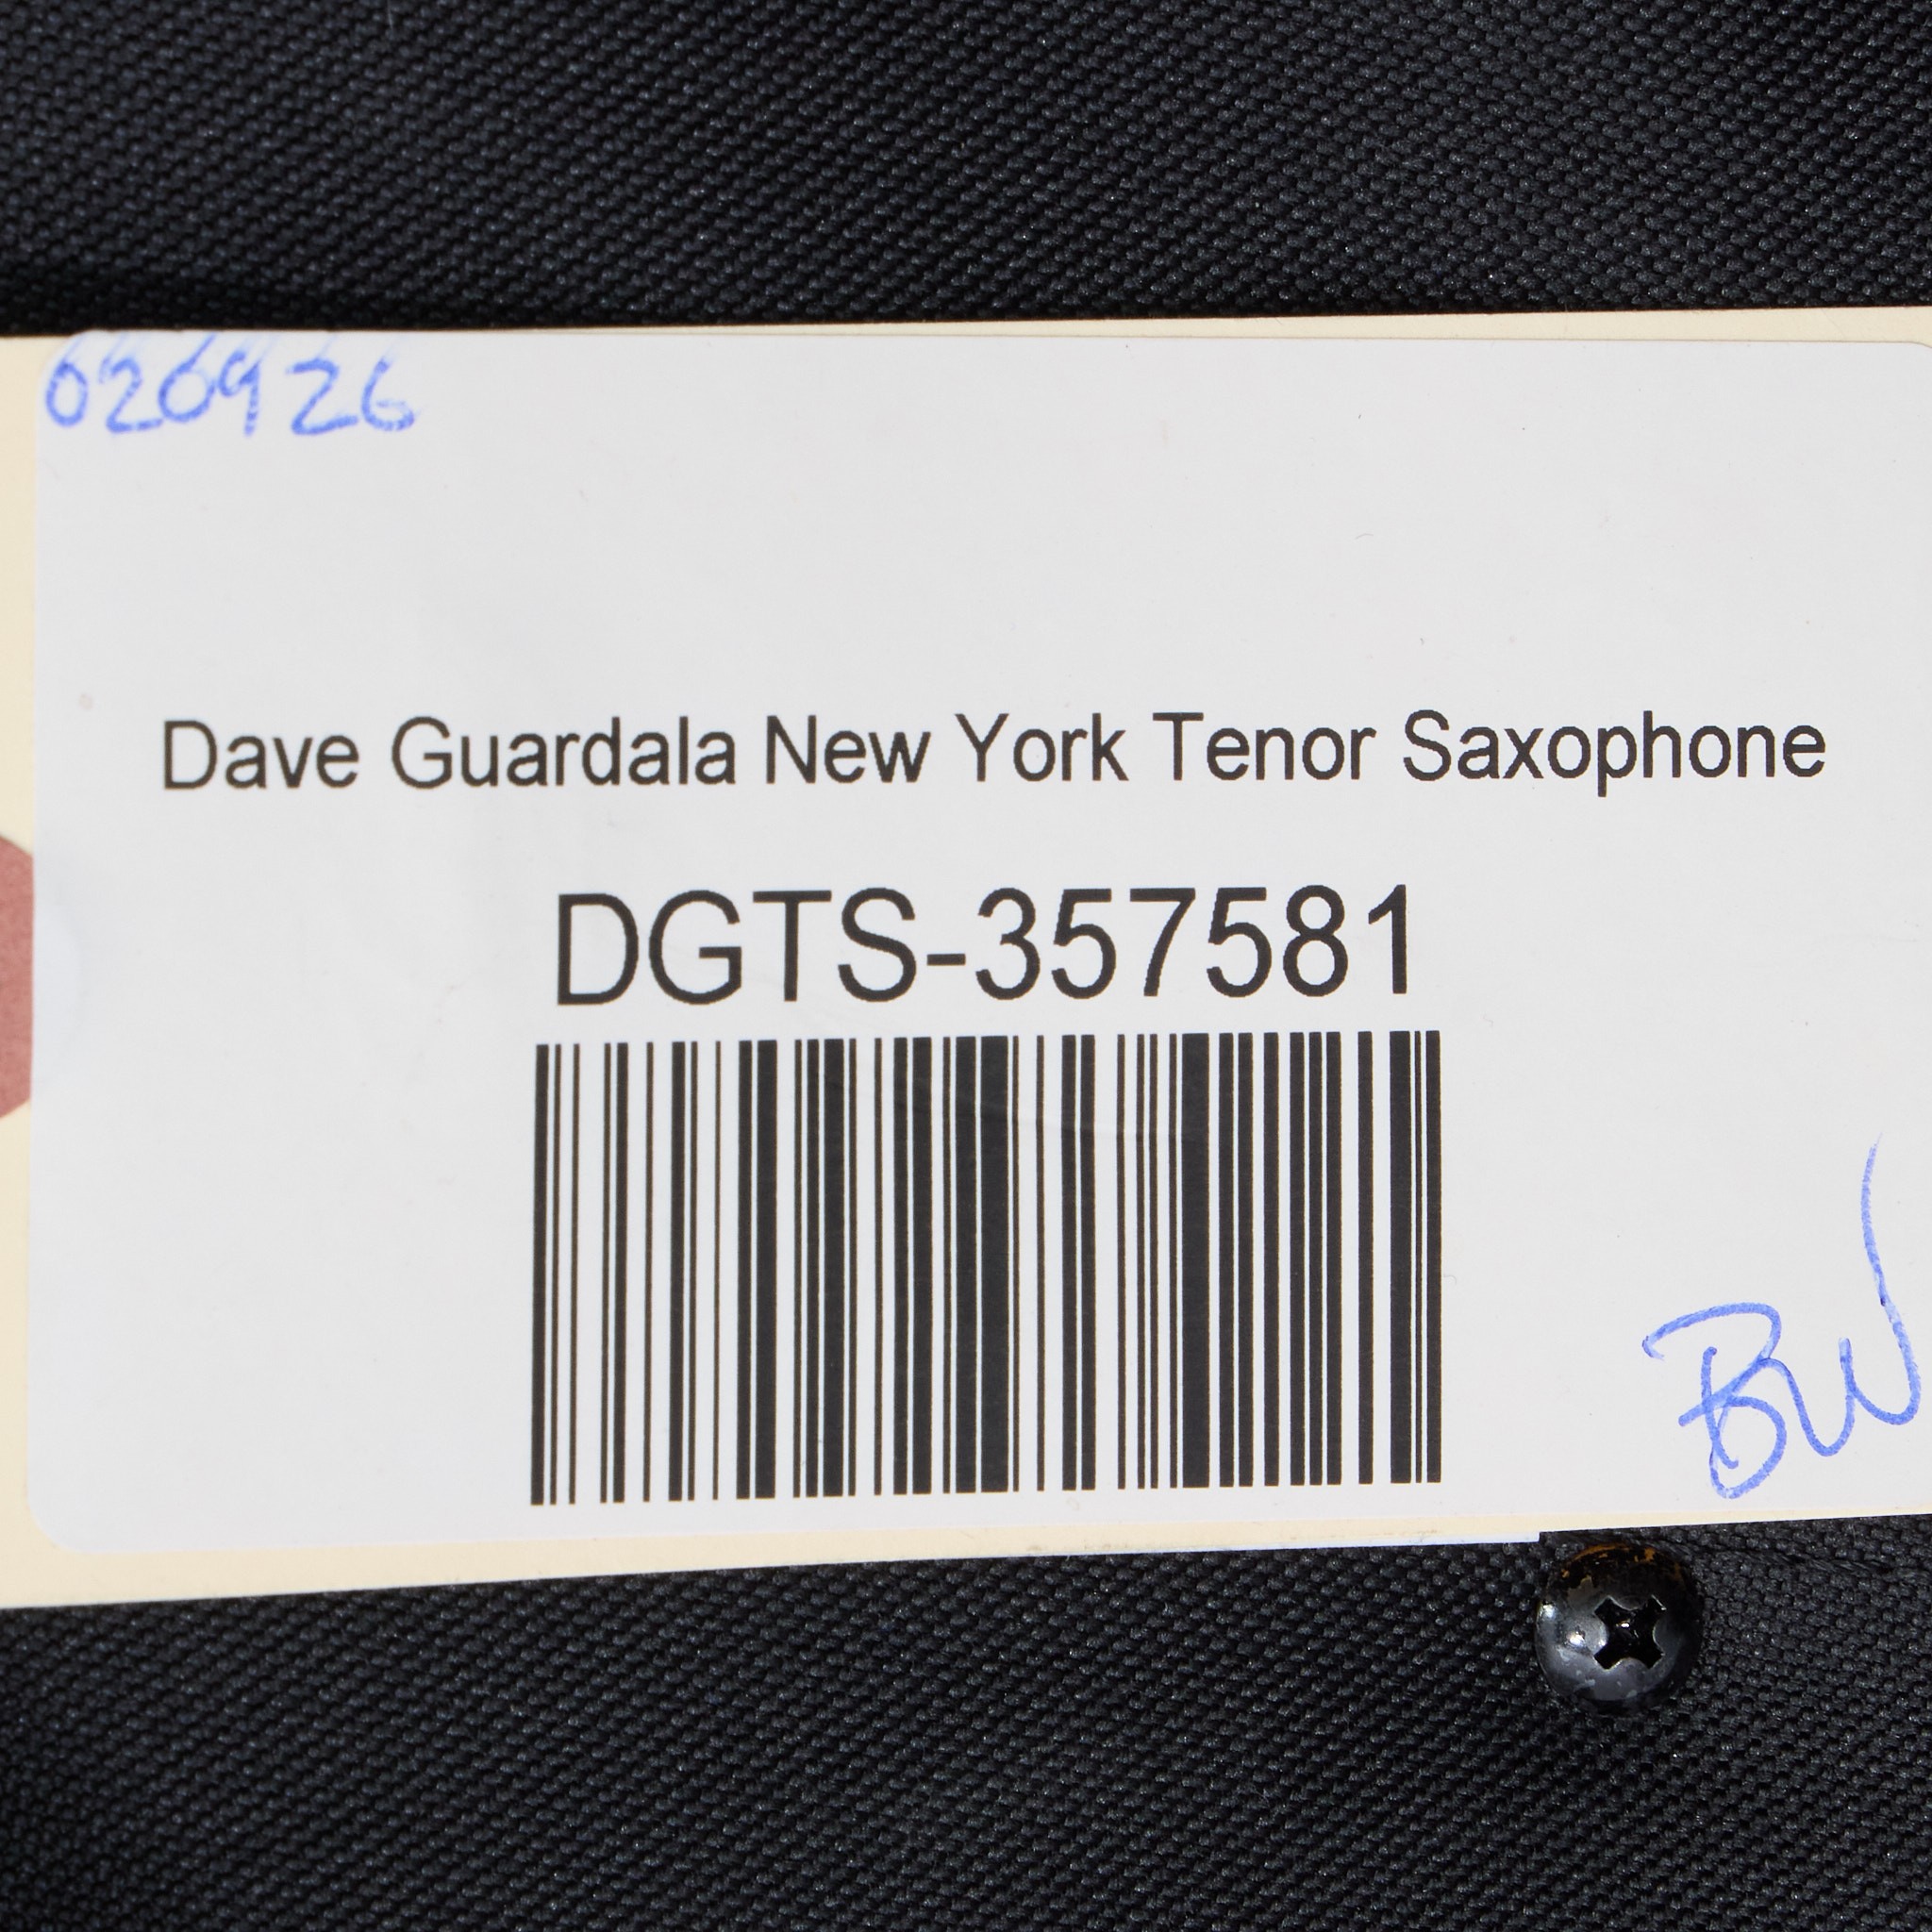 020926
Dave Guardala New York Tenor Saxophone
DGTS-357581
BW